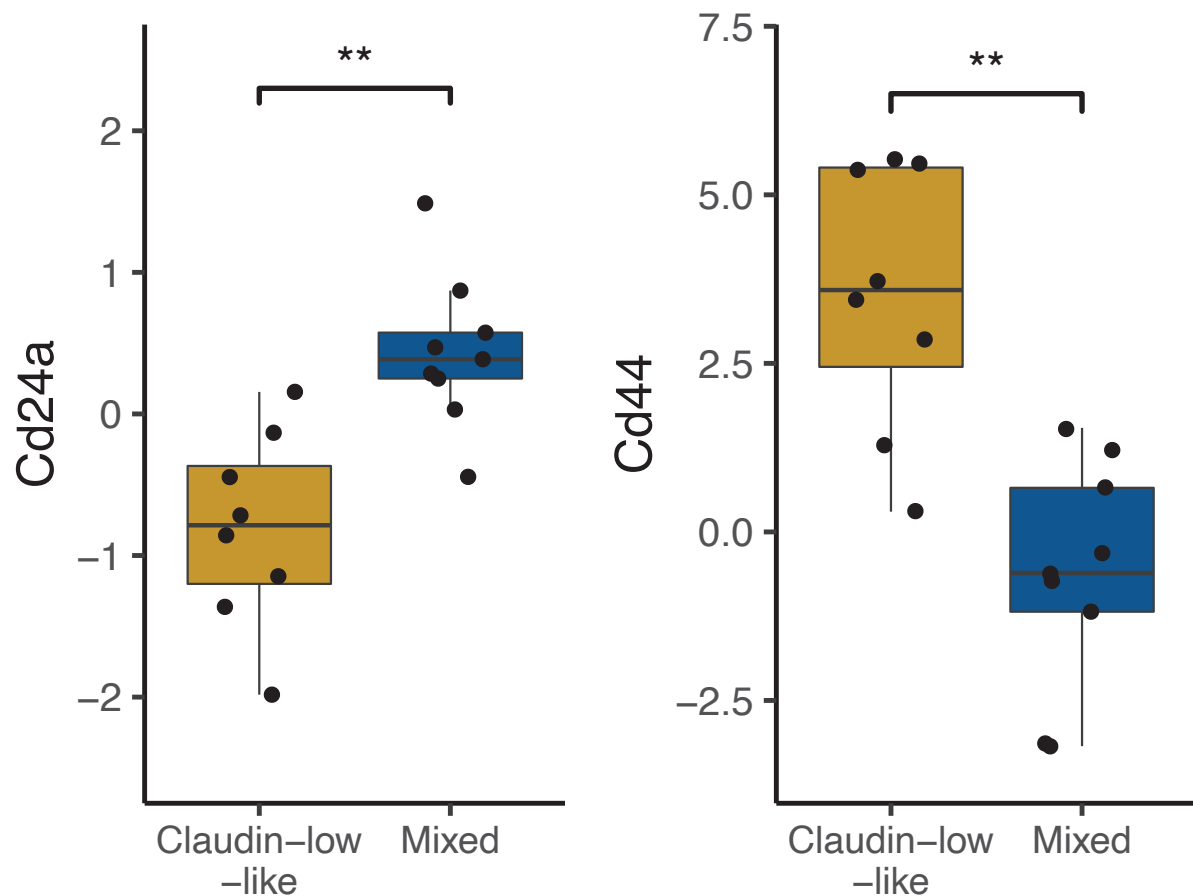 **
2
1
0
−1
−2
Cd24a
Claudin−low
−like
Mixed
**
7.5
5.0
2.5
0.0
−2.5
Cd44
Claudin−low
−like
Mixed